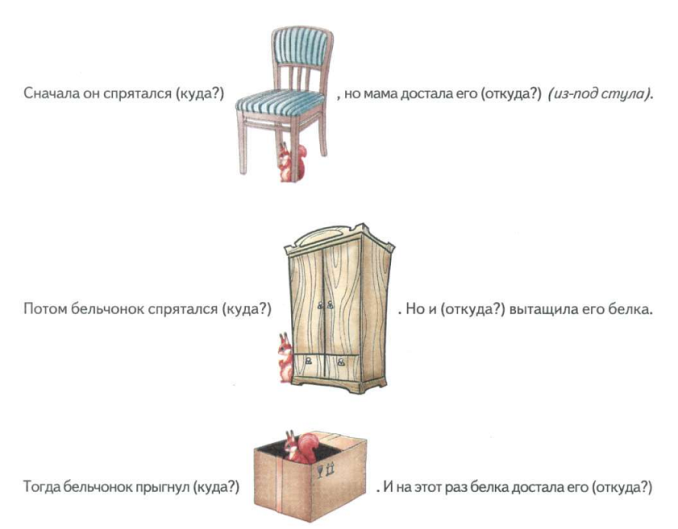 Сначала он спрятался (куда?) , но мама достала его (откуда?) (из-под стула).
Потом бельчонок спрятался (куда?) . Но и (откуда?) вытащила его белка.
Тогда бельчонок прыгнул (куда?) . И на этот раз белка достала его (откуда?)